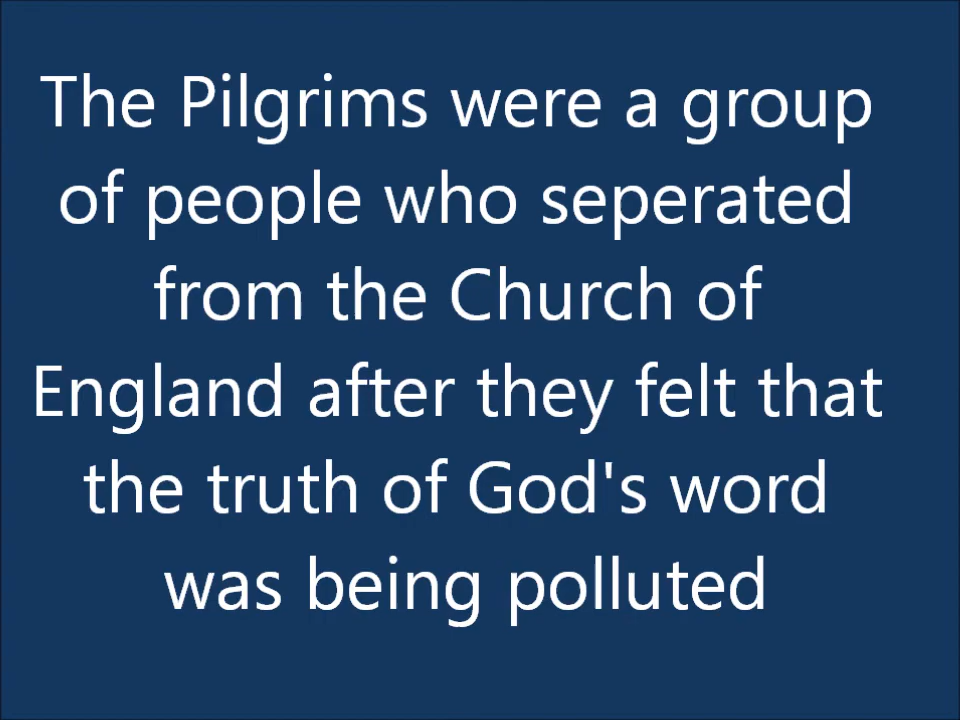 The Pilgrims were a group
of people who seperated
from the Church of
England after they felt that
the truth of God's word
was being polluted